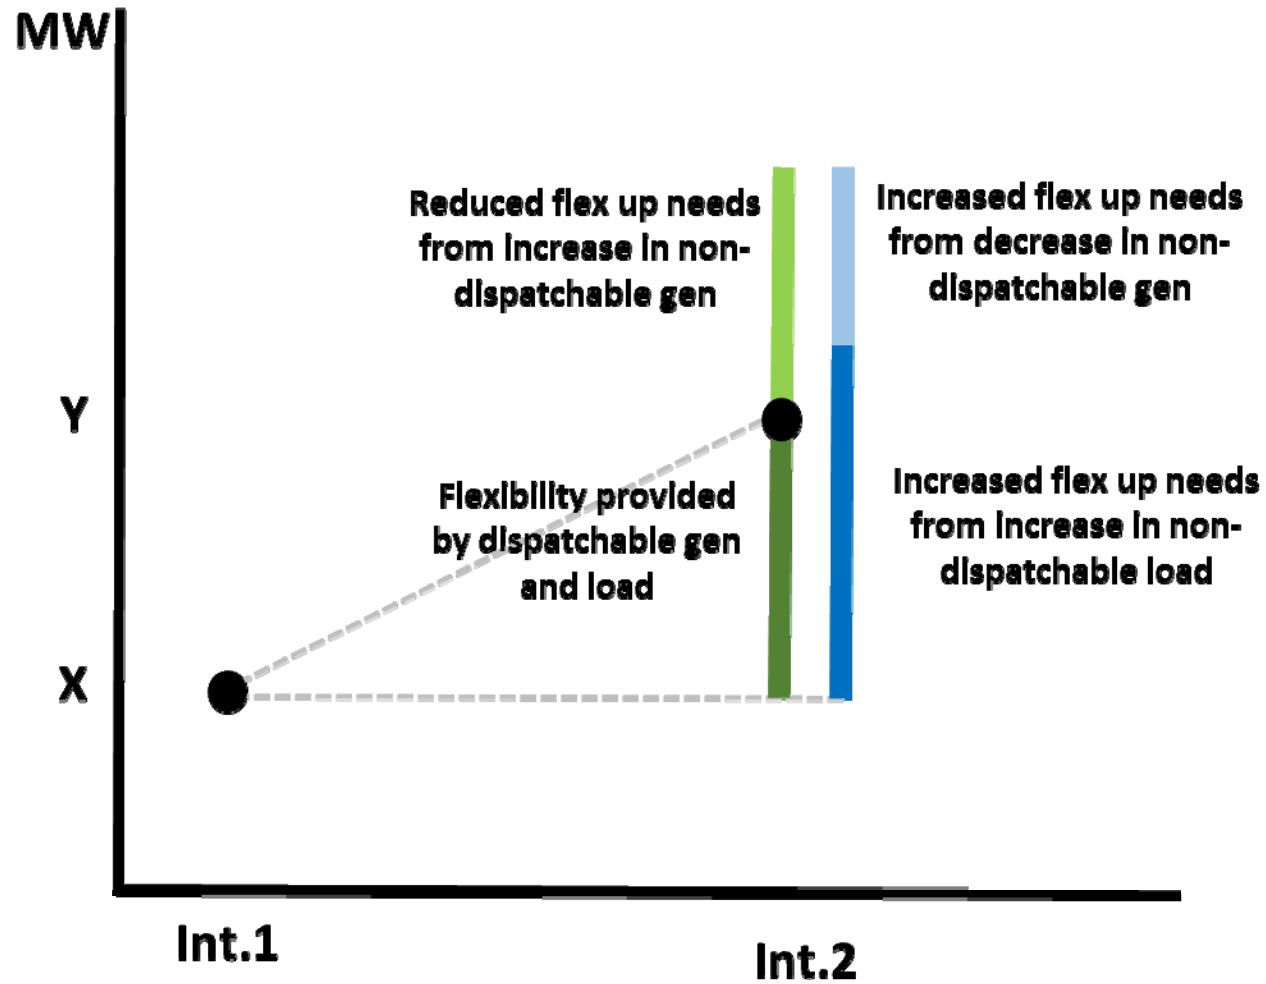 MW
Reduced flex up needs
from increase in non-
dispatchable gen
Increased flex up needs
from decrease in non-
dispatchable gen
Y
Flexibility provided
by dispatchable gen
and load
Increased flex up needs
from increase in non-
dispatchable load
X
Int.1
Int.2